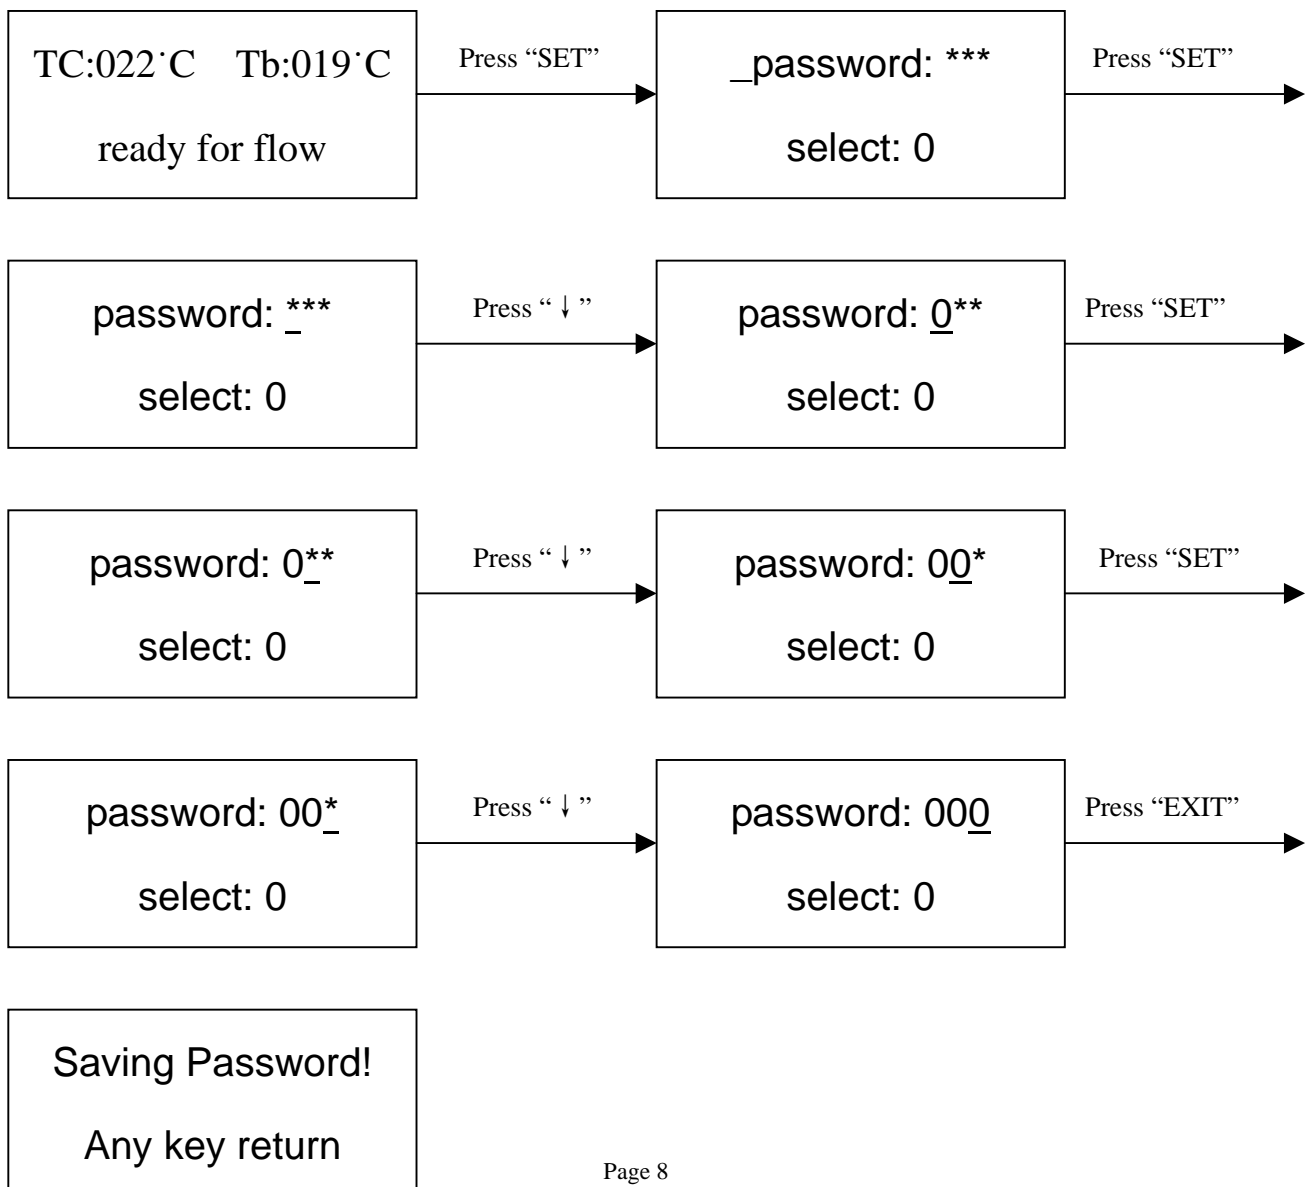 TC:022˙C Tb:019˙C
ready for flow
Press “SET”
_password: ***
select: 0
Press “SET”
password: ***
select: 0
Press “↓”
password: 0**
select: 0
Press “SET”
password: 0**
select: 0
Press “↓”
password: 00*
select: 0
Press “SET”
password: 00*
select: 0
Press “↓”
password: 000
select: 0
Press “EXIT”
Saving Password!
Any key return
Page 8